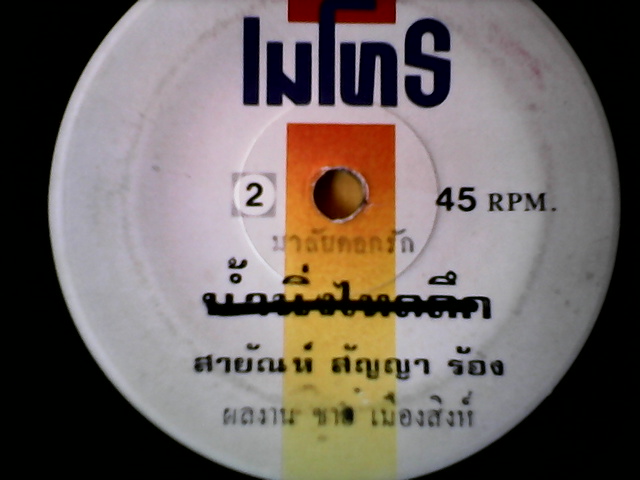 เมโทร
2 45 RPM.
มาลัยดอกรัก
น้ำนิ่งไหลลึก
สายัณห์ สัญญา ร้อง
ผลงาน ชาย เมืองสิงห์